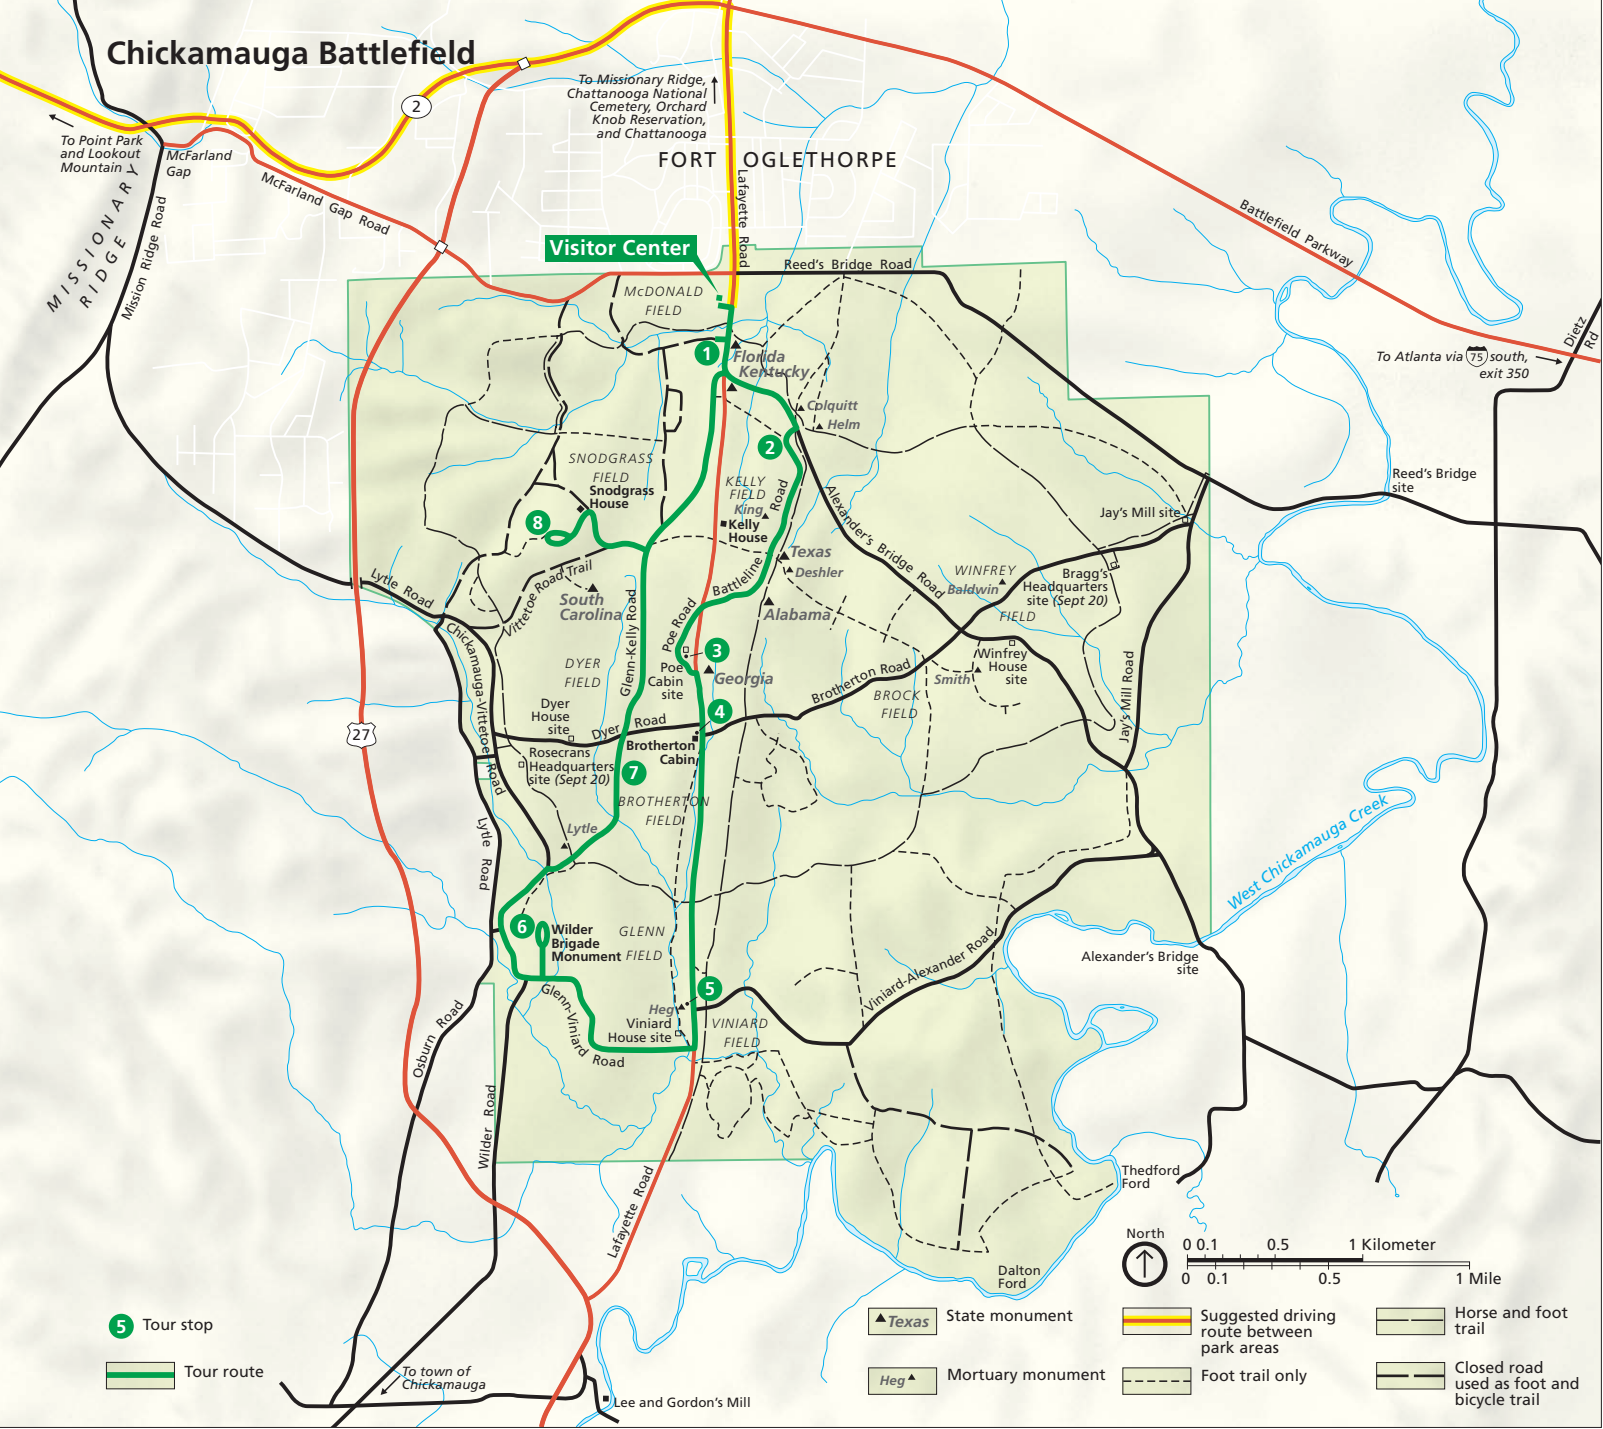 Chickamauga Battlefield
2
To Missionary Ridge,
Chattanooga National
Cemetery, Orchard
Knob Reservation,
and Chattanooga
To Point Park
and Lookout
Mountain
McFarland
Gap
FORT OGLETHORPE
McFarland Gap Road
MISSIONARY
RIDGE
Mission Ridge Road
Lafayette Road
Battlefield Parkway
Visitor Center
Reed's Bridge Road
McDONALD
FIELD
Dietz
Rd
To Atlanta via 75 south,
exit 350
1
Florida
Kentucky
Colquitt
Helm
2
SNODGRASS
FIELD
Snodgrass
House
8
KELLY
FIELD
King
Kelly
House
Battleline Road
Alexander's Bridge Road
Reed's Bridge
site
Jay's Mill site
Texas
Deshler
WINFREY
FIELD
Baldwin
Bragg's
Headquarters
site (Sept 20)
Lytle Road
Vittetoe Road Trail
South
Carolina
Alabama
Glenn-Kelly Road
Poe Road
3
Poe
Cabin
site
Georgia
DYER
FIELD
Chickamauga-Vittetoe Road
Winfrey
House
site
Smith
Brotherton Road
BROCK
FIELD
Jay's Mill Road
27
Dyer
House
site
Dyer Road
4
Brotherton
Cabin
Rosecrans
Headquarters
site (Sept 20)
7
BROTHERTON
FIELD
Lytle
Lytle Road
West Chickamauga Creek
6
Wilder
Brigade
Monument
GLENN
FIELD
Viniard-Alexander Road
Alexander's Bridge
site
5
Heg
Viniard
House site
VINIARD
FIELD
Glenn-Viniard Road
Osburn Road
Wilder Road
Lafayette Road
Thedford
Ford
Dalton
Ford
North
0 0.1 0.5 1 Kilometer
0 0.1 0.5 1 Mile
5 Tour stop
Tour route
To town of
Chickamauga
Lee and Gordon's Mill
Texas
State monument
Heg
Mortuary monument
Suggested driving
route between
park areas
Foot trail only
Horse and foot
trail
Closed road
used as foot and
bicycle trail